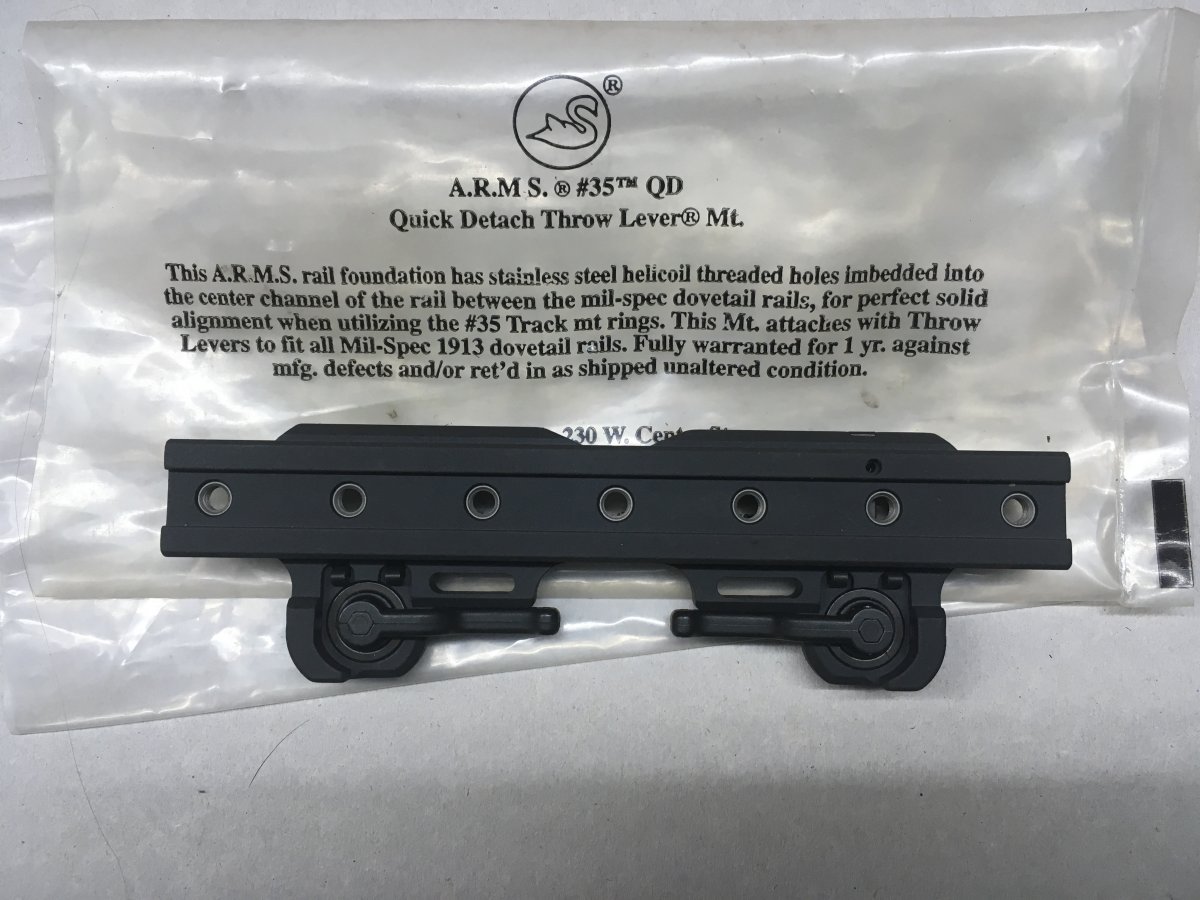 ®
A.R.M S. ® #35™ QD
Quick Detach Throw Lever® Mt.
This A.R.M.S. rail foundation has stainless steel helicoil threaded holes imbedded into
the center channel of the rail between the mil-spec dovetail rails, for perfect solid
alignment when utilizing the #35 Track mt rings. This Mt. attaches with Throw
Levers to fit all Mil-Spec 1913 dovetail rails. Fully warranted for 1 yr. against
mfg. defects and/or ret'd in as shipped unaltered condition.
230 W.